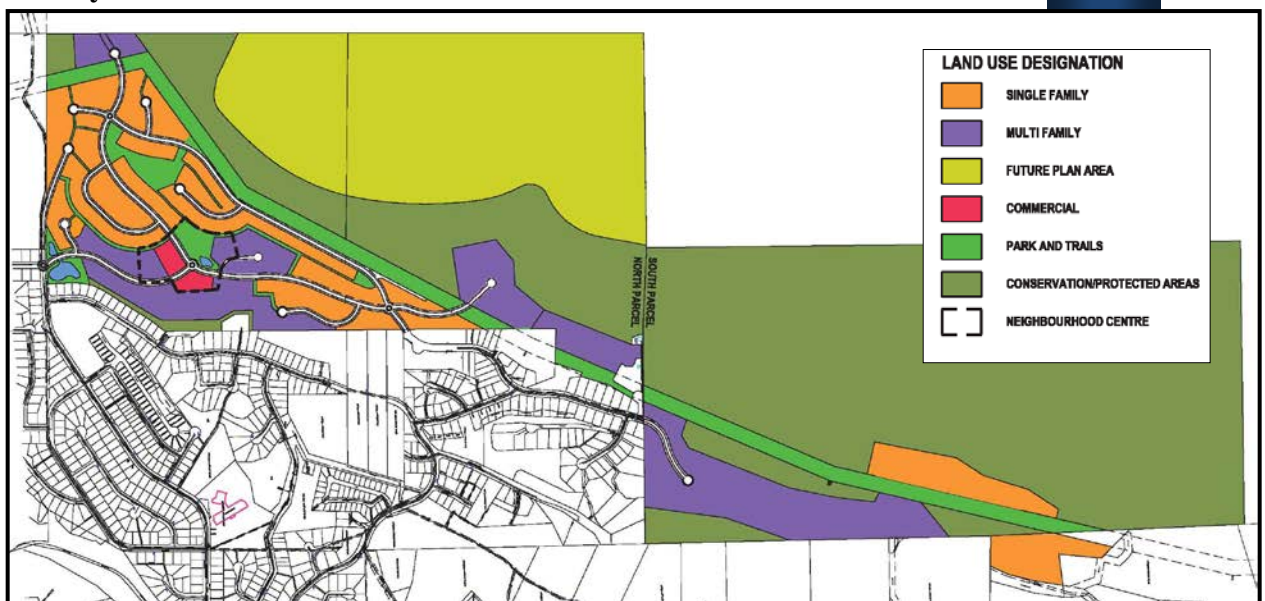 LAND USE DESIGNATION
SINGLE FAMILY
MULTI FAMILY
FUTURE PLAN AREA
COMMERCIAL
PARK AND TRAILS
CONSERVATION/PROTECTED AREAS
NEIGHBOURHOOD CENTRE
SOUTH PARCEL
NORTH PARCEL